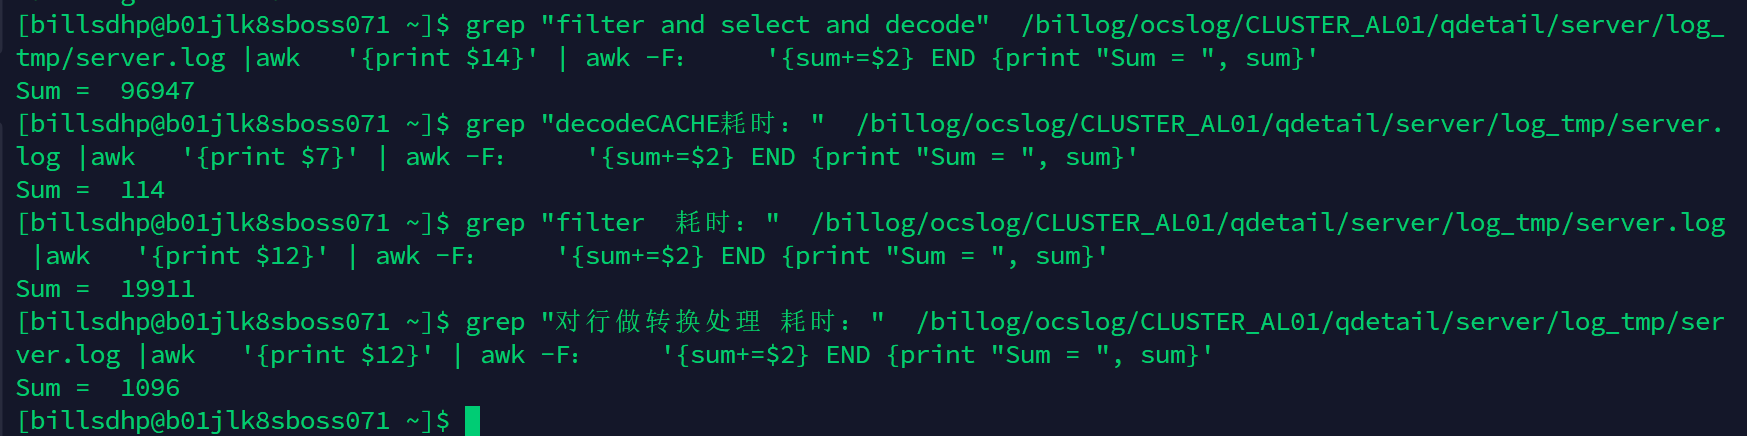 [billsdhp@b01jlk8sboss071 ~]$ grep "filter and select and decode"  /billog/ocslog/CLUSTER_AL01/qdetail/server/log_
tmp/server.log |awk   '{print $14}' | awk -F：     '{sum+=$2} END {print "Sum = ", sum}'
Sum =  96947
[billsdhp@b01jlk8sboss071 ~]$ grep "decodeCACHE耗时："  /billog/ocslog/CLUSTER_AL01/qdetail/server/log_tmp/server.
log |awk   '{print $7}' | awk -F：     '{sum+=$2} END {print "Sum = ", sum}'
Sum =  114
[billsdhp@b01jlk8sboss071 ~]$ grep "filter  耗时："  /billog/ocslog/CLUSTER_AL01/qdetail/server/log_tmp/server.log
 |awk   '{print $12}' | awk -F：     '{sum+=$2} END {print "Sum = ", sum}'
Sum =  19911
[billsdhp@b01jlk8sboss071 ~]$ grep "对行做转换处理 耗时："  /billog/ocslog/CLUSTER_AL01/qdetail/server/log_tmp/ser
ver.log |awk   '{print $12}' | awk -F：     '{sum+=$2} END {print "Sum = ", sum}'
Sum =  1096
[billsdhp@b01jlk8sboss071 ~]$